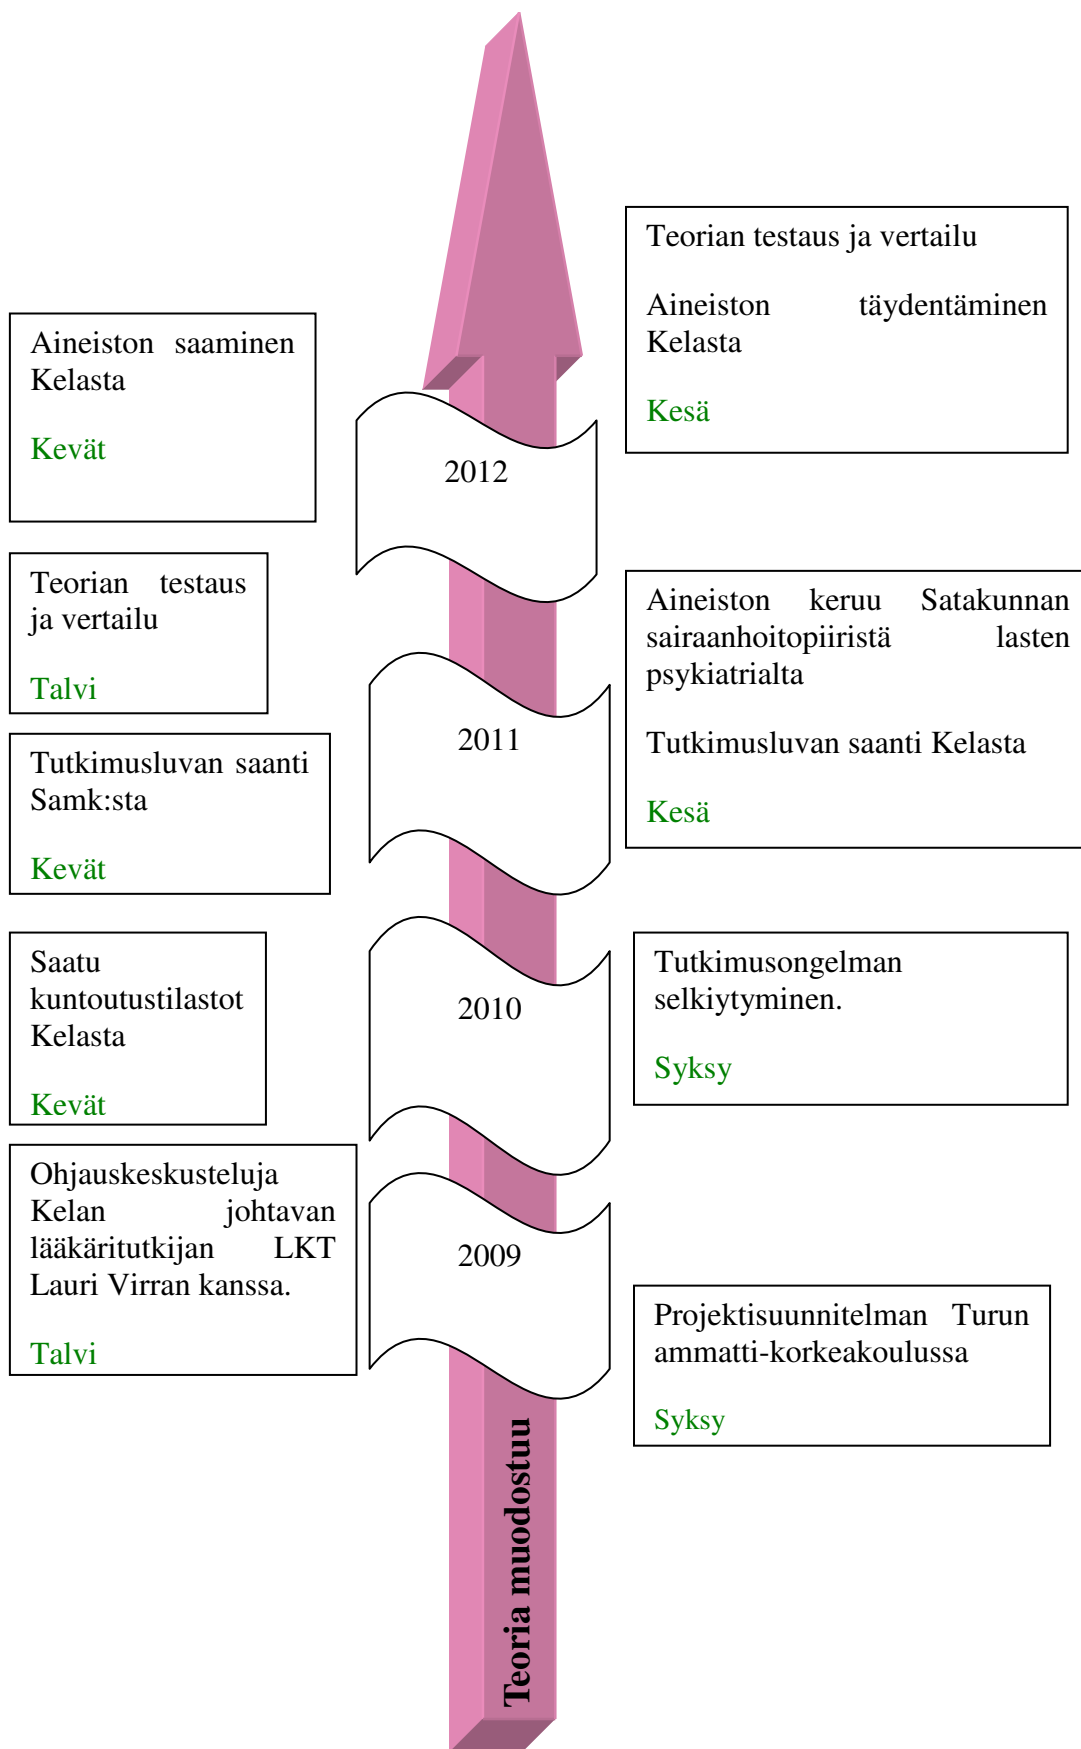 Teorian testaus ja vertailu
Aineiston täydentäminen
Kelasta
Kesä
Aineiston saaminen
Kelasta
Kevät
2012
Teorian testaus
ja vertailu
Talvi
Aineiston keruu Satakunnan
sairaanhoitopiiristä lasten
psykiatrialta
Tutkimusluvan saanti Kelasta
Kesä
2011
Tutkimusluvan saanti
Samk:sta
Kevät
Saatu
kuntoutustilastot
Kelasta
Kevät
2010
Tutkimusongelman
selkiytyminen.
Syksy
Ohjauskeskusteluja
Kelan johtavan
lääkäritutkijan LKT
Lauri Virran kanssa.
Talvi
2009
Projektisuunnitelman Turun
ammatti-korkeakoulussa
Syksy
Teoria muodostuu